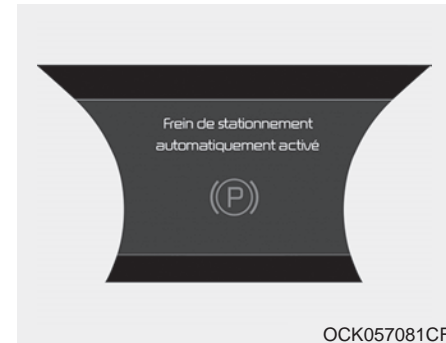 Frein de stationnement
automatiquement activé
(P)
OCK057081CF